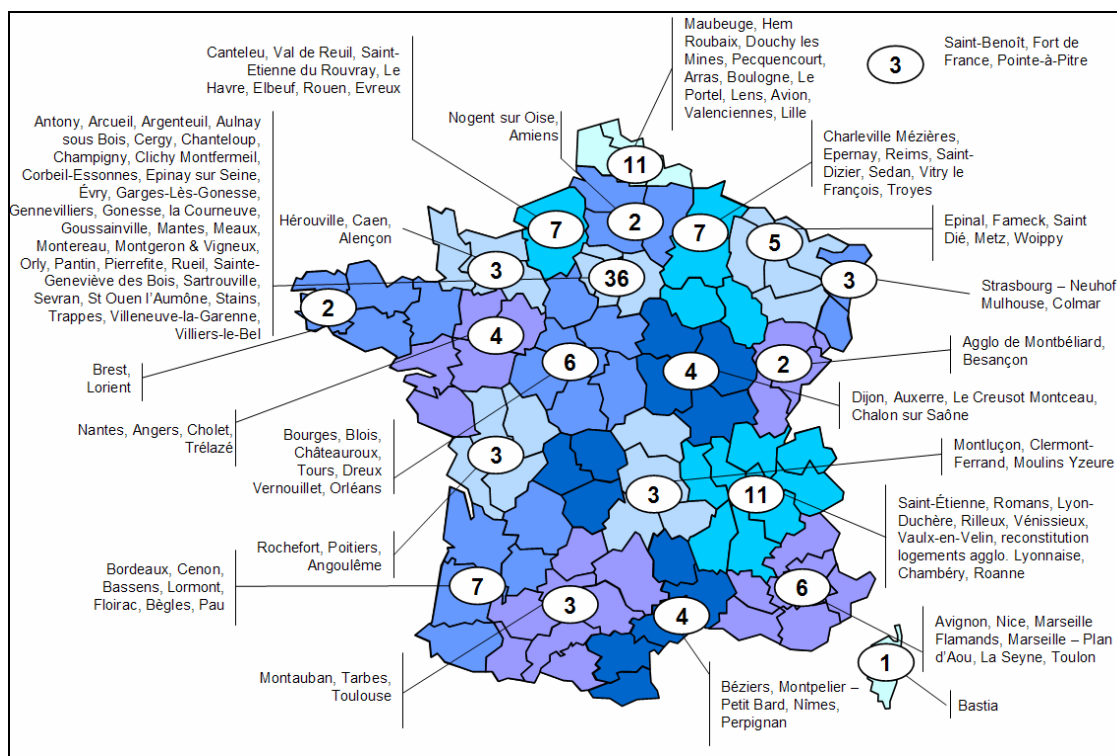 Canteleu, Val de Reuil, Saint-
Etienne du Rouvray, Le
Havre, Elbeuf, Rouen, Evreux
Maubeuge, Hem
Roubaix, Douchy les
Mines, Pecquencourt,
Arras, Boulogne, Le
Portel, Lens, Avion,
Valenciennes, Lille
3
Saint-Benoît, Fort de
France, Pointe-à-Pitre
Antony, Arcueil, Argenteuil, Aulnay
sous Bois, Cergy, Chanteloup,
Champigny, Clichy Montfermeil,
Corbeil-Essonnes, Epinay sur Seine,
Évry, Garges-Lès-Gonesse,
Gennevilliers, Gonesse, la Courneuve,
Goussainville, Mantes, Meaux,
Montereau, Montgeron & Vigneux,
Orly, Pantin, Pierrefite, Rueil, Sainte-
Geneviève des Bois, Sartrouville,
Sevran, St Ouen l'Aumône, Stains,
Trappes, Villeneuve-la-Garenne,
Villiers-le-Bel
Nogent sur Oise,
Amiens
Charleville Mézières,
Epernay, Reims, Saint-
Dizier, Sedan, Vitry le
François, Troyes
Hérouville, Caen,
Alençon
Epinal, Fameck, Saint
Dié, Metz, Woippy
Strasbourg – Neuhof
Mulhouse, Colmar
11
7
2
7
5
3
36
3
2
4
6
4
2
3
3
11
7
3
4
6
1
Brest,
Lorient
Agglo de Montbéliard,
Besançon
Nantes, Angers, Cholet,
Trélazé
Bourges, Blois,
Châteauroux,
Tours, Dreux
Vernouillet, Orléans
Dijon, Auxerre, Le Creusot Montceau,
Chalon sur Saône
Montluçon, Clermont-
Ferrand, Moulins Yzeure
Rochefort, Poitiers,
Angoulême
Saint-Étienne, Romans, Lyon-
Duchère, Rilleux, Vénissieux,
Vaulx-en-Velin, reconstitution
logements agglo. Lyonnaise,
Chambéry, Roanne
Bordeaux, Cenon,
Bassens, Lormont,
Floirac, Bègles, Pau
Avignon, Nice, Marseille
Flamands, Marseille – Plan
d'Aou, La Seyne, Toulon
Montauban, Tarbes,
Toulouse
Béziers, Montpelier –
Petit Bard, Nîmes,
Perpignan
Bastia